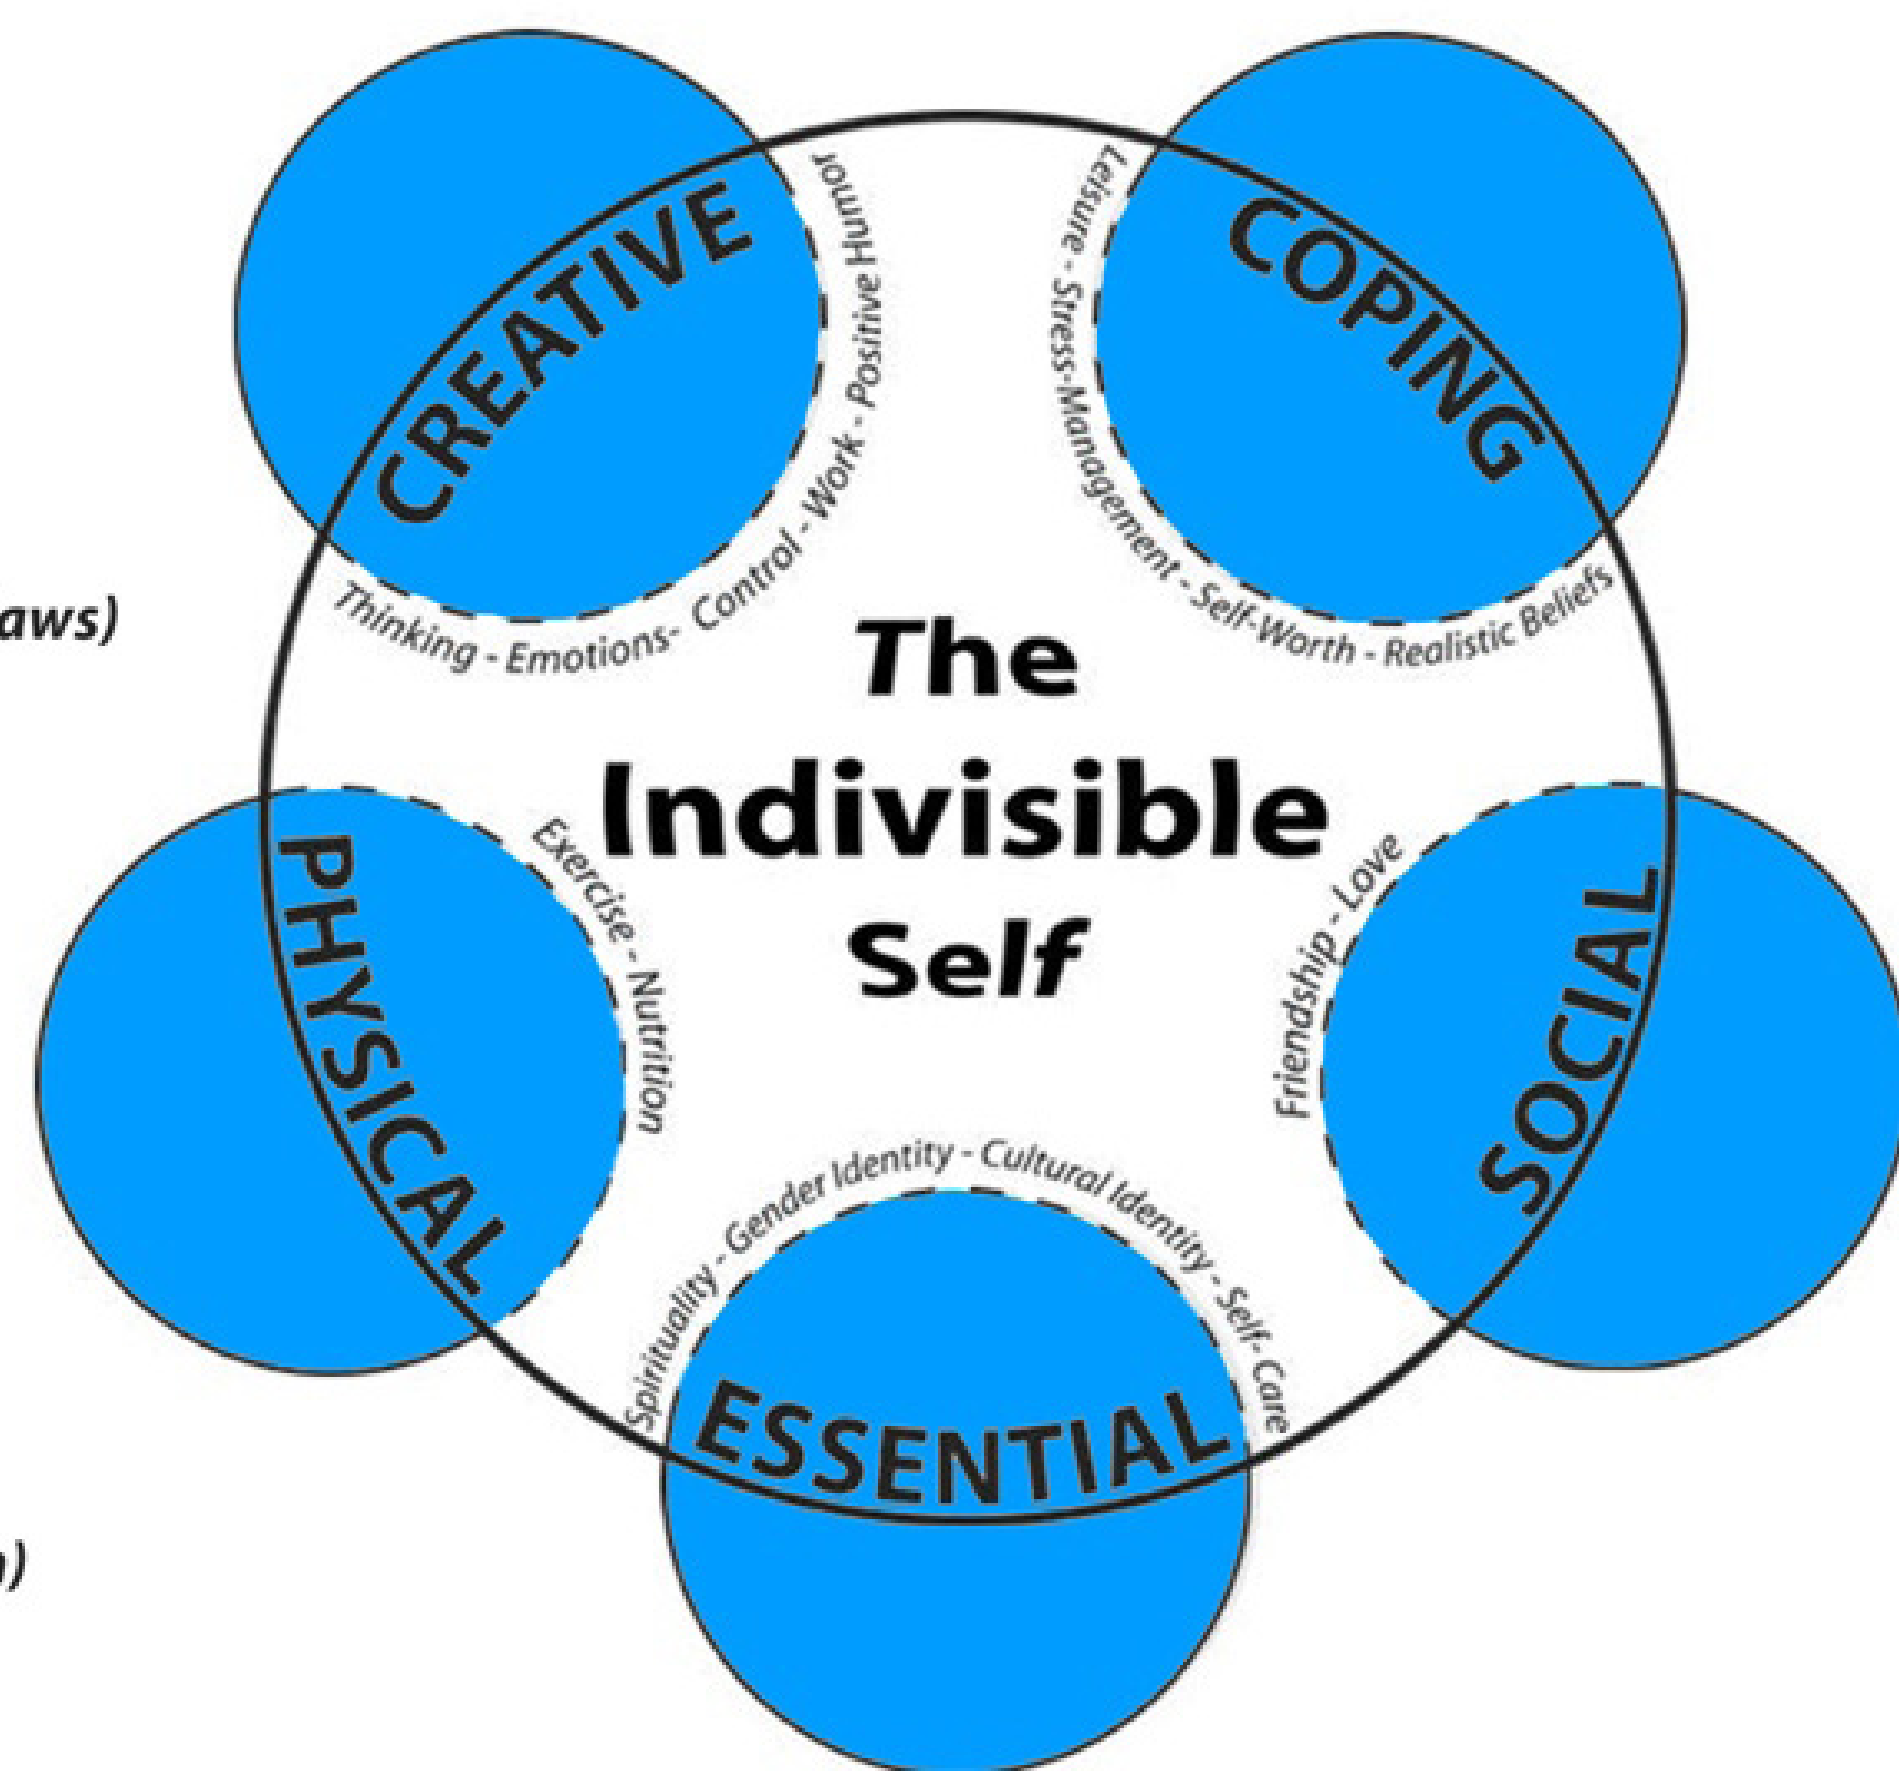 CREATIVE
Thinking - Emotions- Control - Work - Positive Humor
COPING
Leisure - Stress-Management - Self-Worth - Realistic Beliefs
The
Indivisible
Self
PHYSICAL
Exercise - Nutrition
SOCIAL
Friendship - Love
Spirituality - Gender Identity - Cultural Identity - Self- Care
ESSENTIAL